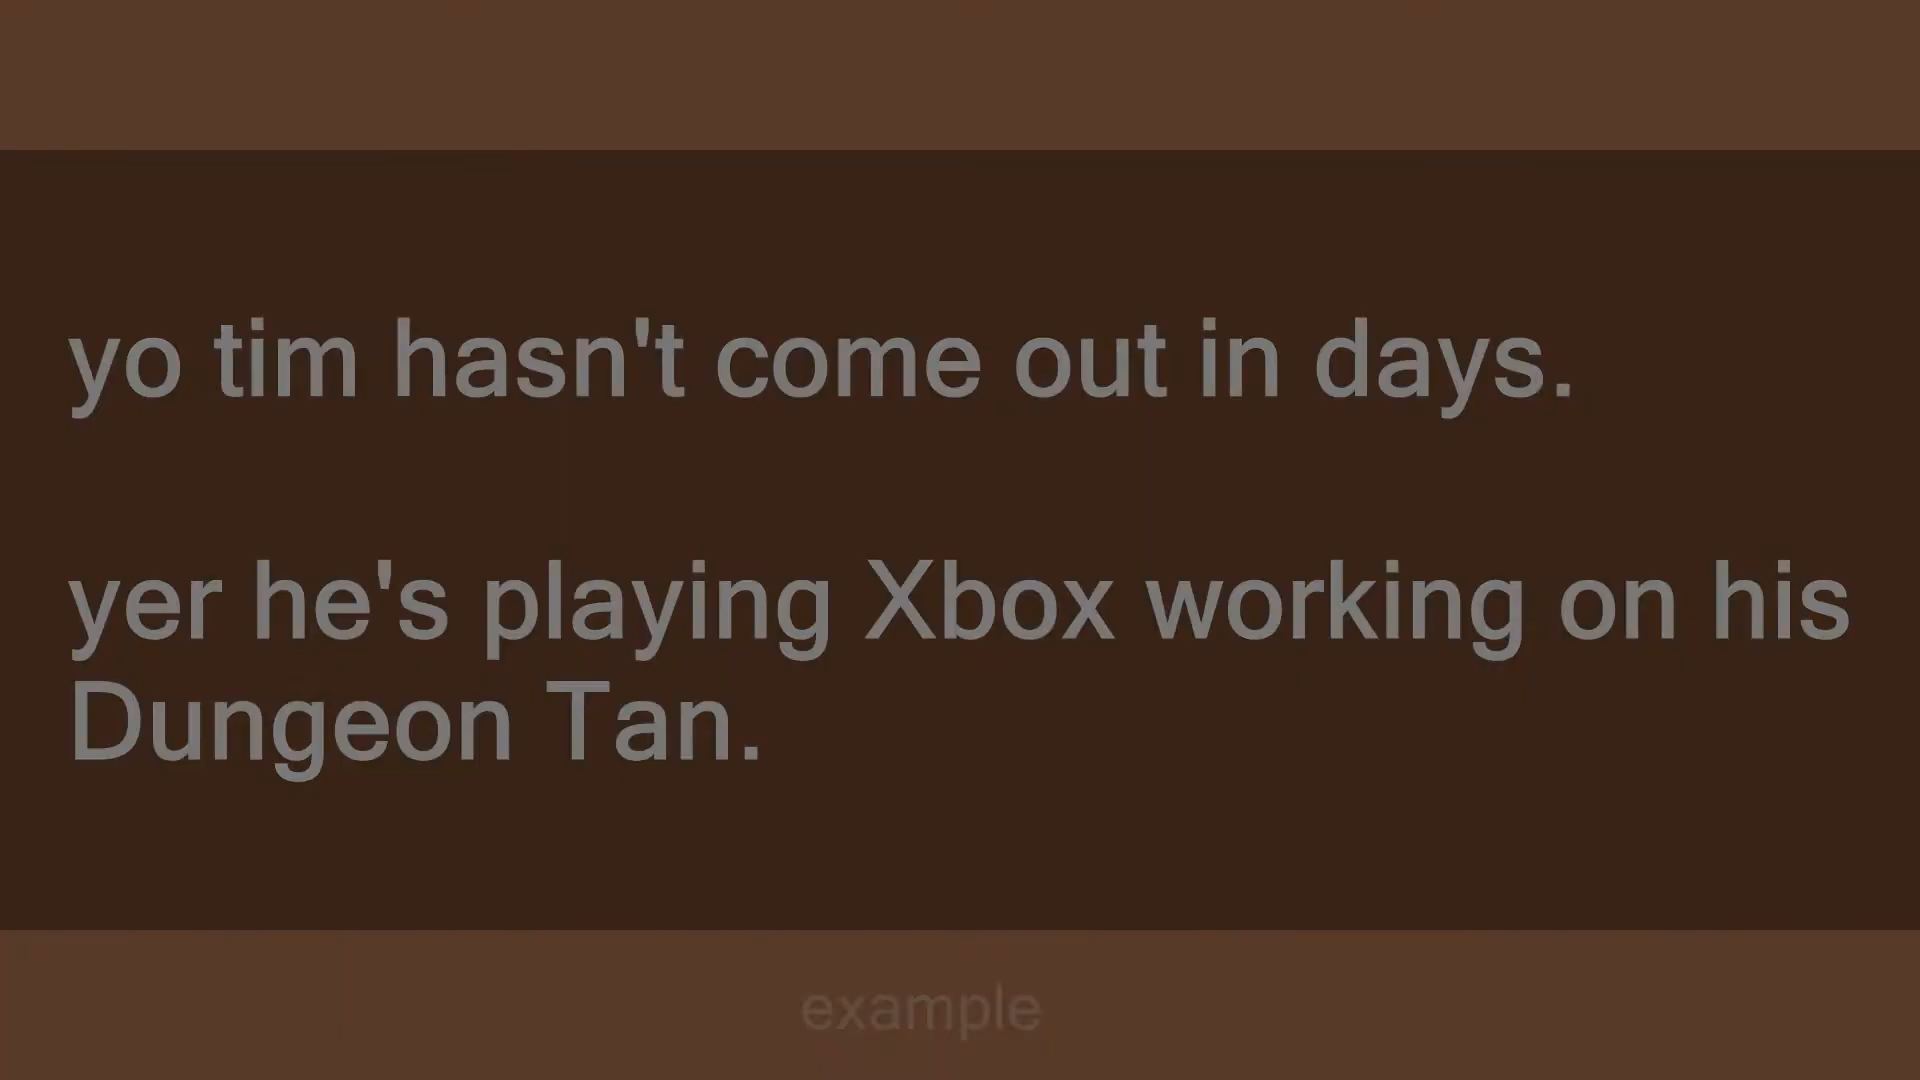 yo tim hasn't come out in days.
yer he's playing Xbox working on his
Dungeon Tan.
example